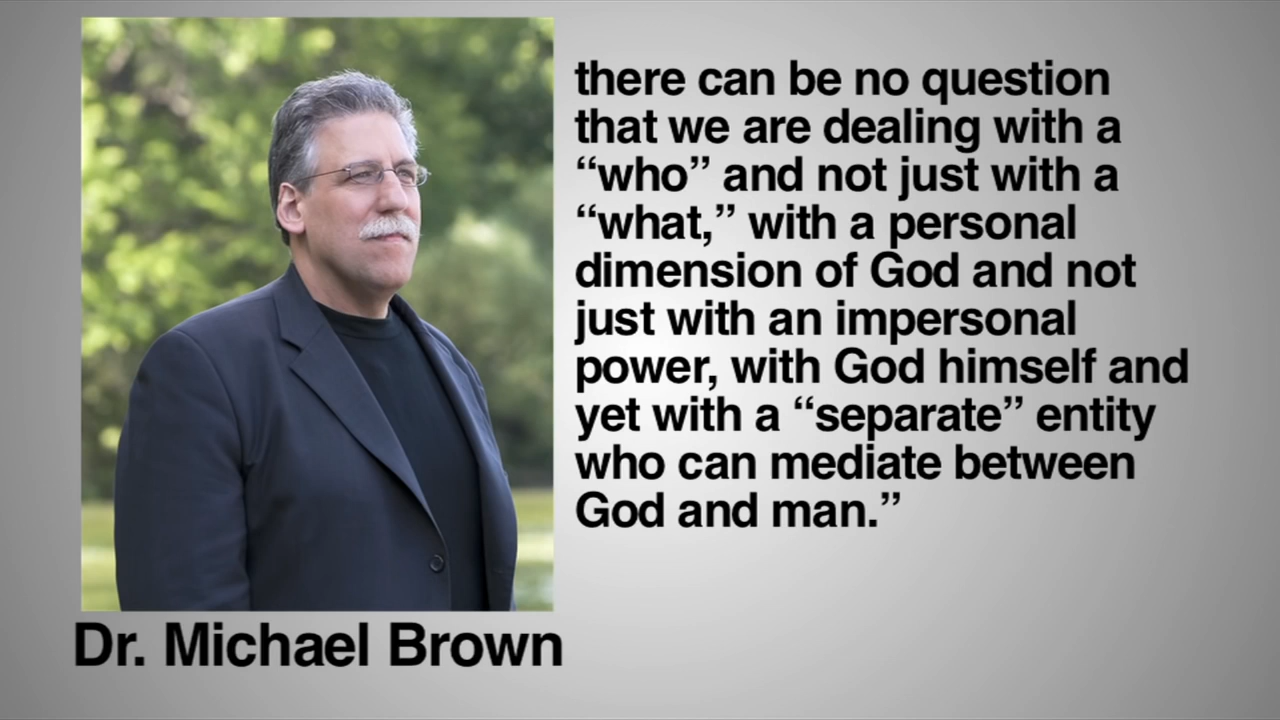 there can be no question
that we are dealing with a
“who” and not just with a
“what,” with a personal
dimension of God and not
just with an impersonal
power, with God himself and
yet with a “separate” entity
who can mediate between
God and man.”
Dr. Michael Brown